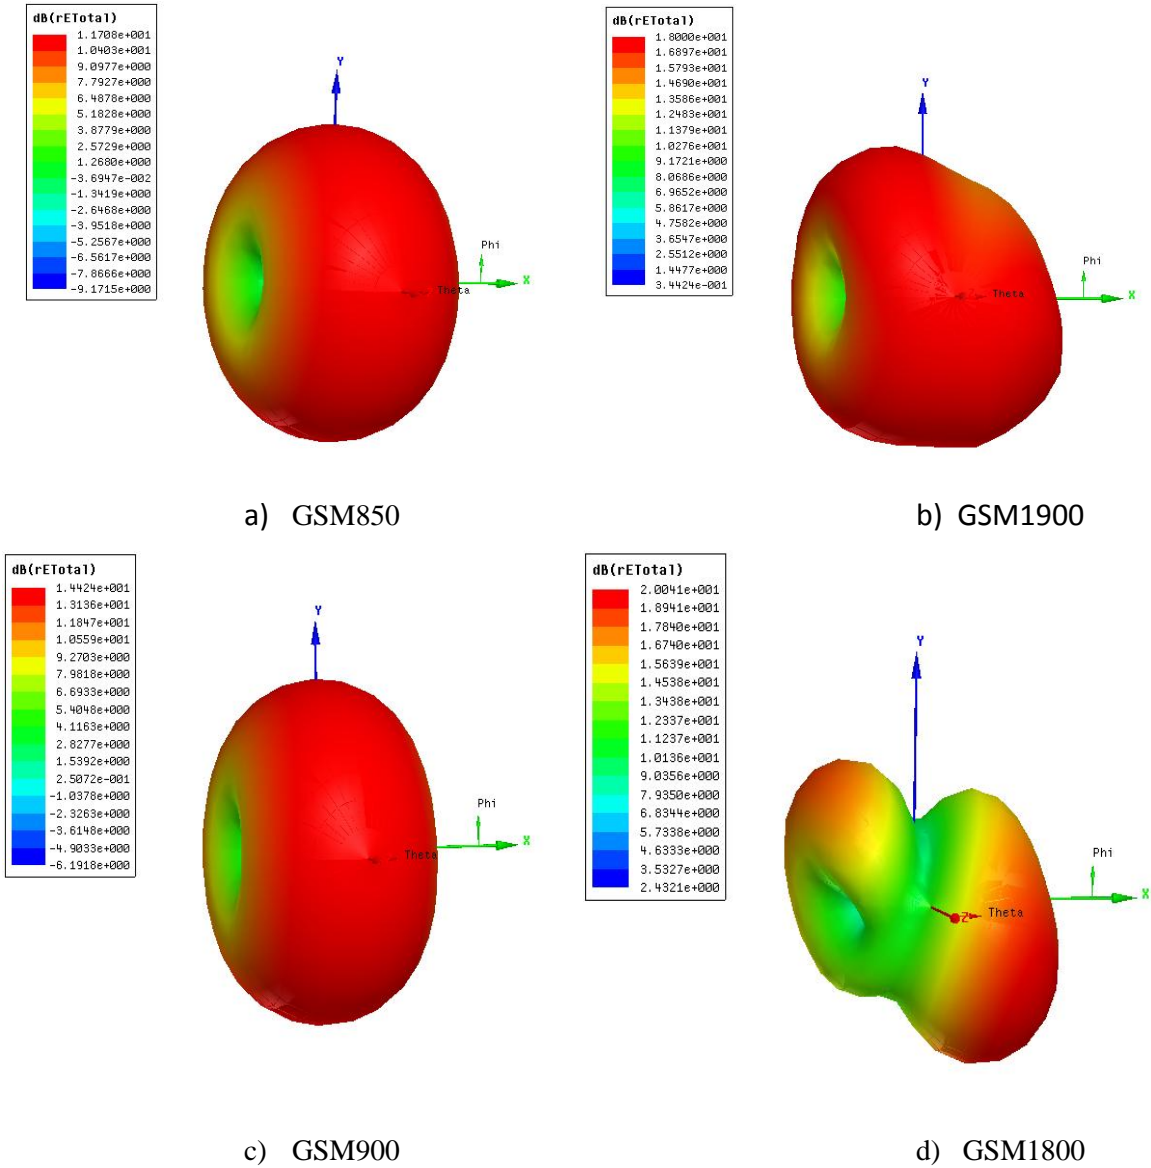 dB(rETotal)
1.1708e+001
1.0403e+001
9.0977e+000
7.7927e+000
6.4878e+000
5.1828e+000
3.8779e+000
2.5729e+000
1.2680e+000
-3.6947e-002
-1.3419e+000
-2.6468e+000
-3.9518e+000
-5.2567e+000
-6.5617e+000
-7.8666e+000
-9.1715e+000
Y
Phi
X
Theta
a) GSM850
dB(rETotal)
1.8000e+001
1.6897e+001
1.5793e+001
1.4690e+001
1.3586e+001
1.2483e+001
1.1379e+001
1.0276e+001
9.1721e+000
8.0686e+000
6.9652e+000
5.8617e+000
4.7582e+000
3.6547e+000
2.5512e+000
1.4477e+000
3.4424e-001
Y
Phi
X
Z
Theta
b) GSM1900
dB(rETotal)
1.4424e+001
1.3136e+001
1.1847e+001
1.0559e+001
9.2703e+000
7.9818e+000
6.6933e+000
5.4048e+000
4.1163e+000
2.8277e+000
1.5392e+000
2.5072e-001
-1.0378e+000
-2.3263e+000
-3.6148e+000
-4.9033e+000
-6.1918e+000
Y
Phi
X
Theta
c) GSM900
dB(rETotal)
2.0041e+001
1.8941e+001
1.7840e+001
1.6740e+001
1.5639e+001
1.4538e+001
1.3438e+001
1.2337e+001
1.1237e+001
1.0136e+001
9.0356e+000
7.9350e+000
6.8344e+000
5.7338e+000
4.6333e+000
3.5327e+000
2.4321e+000
Y
Phi
X
Z
Theta
d) GSM1800